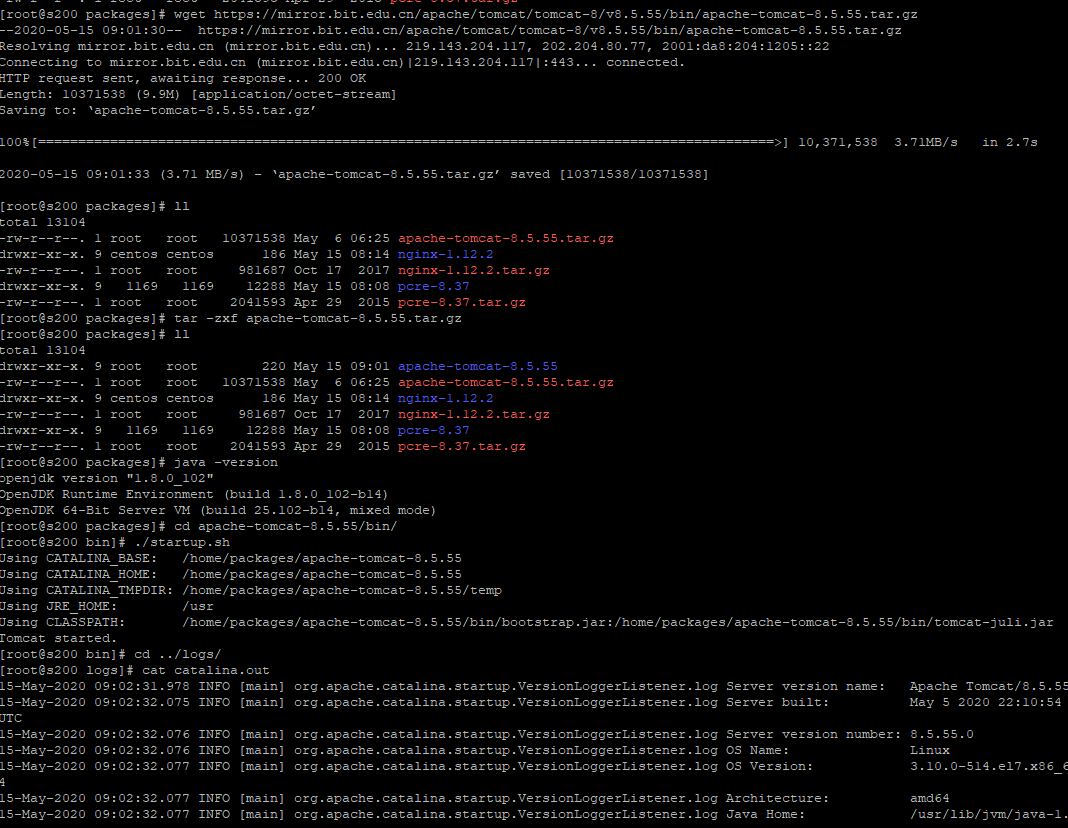 [root@s200 packages]# wget https://mirror.bit.edu.cn/apache/tomcat/tomcat-8/v8.5.55/bin/apache-tomcat-8.5.55.tar.gz
--2020-05-15 09:01:30-- https://mirror.bit.edu.cn/apache/tomcat/tomcat-8/v8.5.55/bin/apache-tomcat-8.5.55.tar.gz
Resolving mirror.bit.edu.cn (mirror.bit.edu.cn)... 219.143.204.117, 202.204.80.77, 2001:da8:204:1205::22
Connecting to mirror.bit.edu.cn (mirror.bit.edu.cn)|219.143.204.117|:443... connected.
HTTP request sent, awaiting response... 200 OK
Length: 10371538 (9.9M) [application/octet-stream]
Saving to: ‘apache-tomcat-8.5.55.tar.gz’
100%[============================================================================================>] 10,371,538 3.71MB/s in 2.7s
2020-05-15 09:01:33 (3.71 MB/s) - ‘apache-tomcat-8.5.55.tar.gz’ saved [10371538/10371538]
[root@s200 packages]# ll
total 13104
-rw-r--r--. 1 root root 10371538 May 6 06:25 apache-tomcat-8.5.55.tar.gz
drwxr-xr-x. 9 centos centos 186 May 15 08:14 nginx-1.12.2
-rw-r--r--. 1 root root 981687 Oct 17 2017 nginx-1.12.2.tar.gz
drwxr-xr-x. 9 1169 1169 12288 May 15 08:08 pcre-8.37
-rw-r--r--. 1 root root 2041593 Apr 29 2015 pcre-8.37.tar.gz
[root@s200 packages]# tar -zxf apache-tomcat-8.5.55.tar.gz
[root@s200 packages]# ll
total 13104
drwxr-xr-x. 9 root root 220 May 15 09:01 apache-tomcat-8.5.55
-rw-r--r--. 1 root root 10371538 May 6 06:25 apache-tomcat-8.5.55.tar.gz
drwxr-xr-x. 9 centos centos 186 May 15 08:14 nginx-1.12.2
-rw-r--r--. 1 root root 981687 Oct 17 2017 nginx-1.12.2.tar.gz
drwxr-xr-x. 9 1169 1169 12288 May 15 08:08 pcre-8.37
-rw-r--r--. 1 root root 2041593 Apr 29 2015 pcre-8.37.tar.gz
[root@s200 packages]# java -version
openjdk version "1.8.0_102"
OpenJDK Runtime Environment (build 1.8.0_102-b14)
OpenJDK 64-Bit Server VM (build 25.102-b14, mixed mode)
[root@s200 packages]# cd apache-tomcat-8.5.55/bin/
[root@s200 bin]# ./startup.sh
Using CATALINA_BASE: /home/packages/apache-tomcat-8.5.55
Using CATALINA_HOME: /home/packages/apache-tomcat-8.5.55
Using CATALINA_TMPDIR: /home/packages/apache-tomcat-8.5.55/temp
Using JRE_HOME: /usr
Using CLASSPATH: /home/packages/apache-tomcat-8.5.55/bin/bootstrap.jar:/home/packages/apache-tomcat-8.5.55/bin/tomcat-juli.jar
Tomcat started.
[root@s200 bin]# cd ../logs/
[root@s200 logs]# cat catalina.out
15-May-2020 09:02:31.978 INFO [main] org.apache.catalina.startup.VersionLoggerListener.log Server version name: Apache Tomcat/8.5.55
15-May-2020 09:02:32.075 INFO [main] org.apache.catalina.startup.VersionLoggerListener.log Server built: May 5 2020 22:10:54
UTC
15-May-2020 09:02:32.076 INFO [main] org.apache.catalina.startup.VersionLoggerListener.log Server version number: 8.5.55.0
15-May-2020 09:02:32.076 INFO [main] org.apache.catalina.startup.VersionLoggerListener.log OS Name: Linux
15-May-2020 09:02:32.077 INFO [main] org.apache.catalina.startup.VersionLoggerListener.log OS Version: 3.10.0-514.el7.x86_6
4
15-May-2020 09:02:32.077 INFO [main] org.apache.catalina.startup.VersionLoggerListener.log Architecture: amd64
15-May-2020 09:02:32.077 INFO [main] org.apache.catalina.startup.VersionLoggerListener.log Java Home: /usr/lib/jvm/java-1.